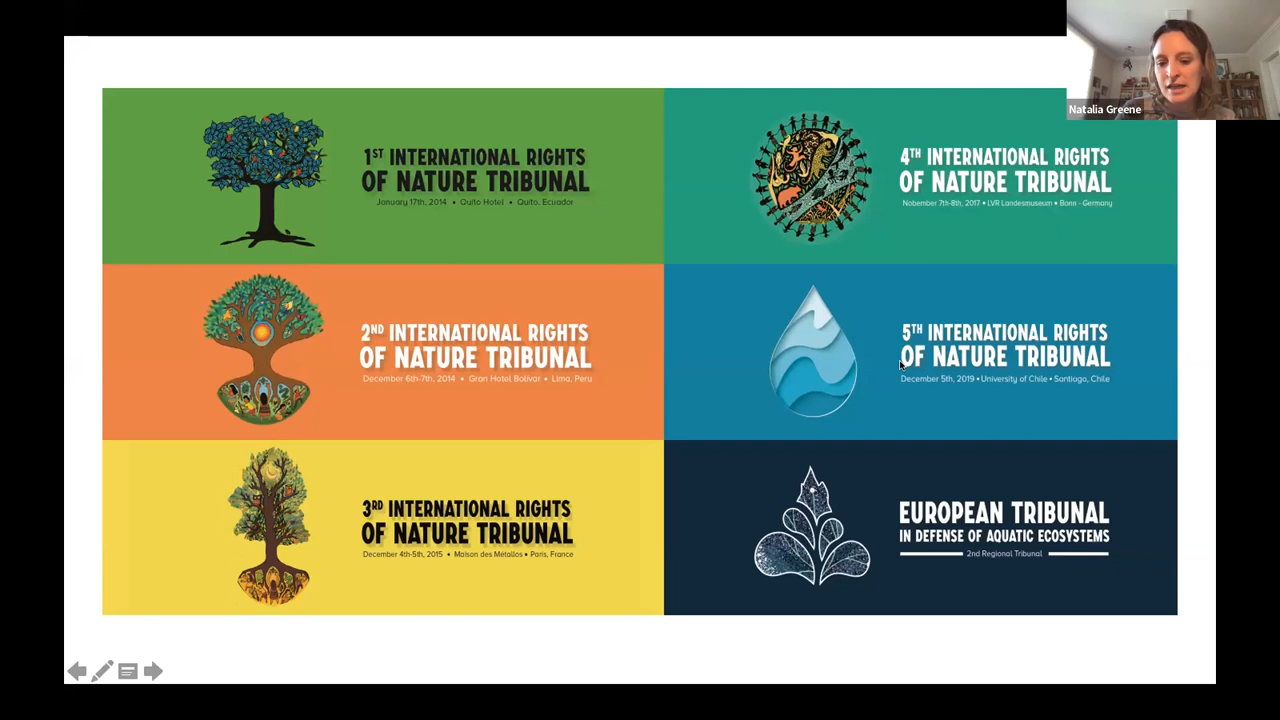 Natalia Greene
1ST INTERNATIONAL RIGHTS
OF NATURE TRIBUNAL
January 17th, 2014 • Quito Hotel • Quito, Ecuador
2ND INTERNATIONAL RIGHTS
OF NATURE TRIBUNAL
December 6th-7th, 2014 • Gran Hotel Bolivar • Lima, Peru
3RD INTERNATIONAL RIGHTS
OF NATURE TRIBUNAL
December 4th-5th, 2015 • Maison des Métallos • Paris, France
4TH INTERNATIONAL RIGHTS
OF NATURE TRIBUNAL
Nobember 7th-8th, 2017 • LVR Landesmuseum • Bonn - Germany
5TH INTERNATIONAL RIGHTS
OF NATURE TRIBUNAL
December 5th, 2019 • University of Chile • Santiago, Chile
EUROPEAN TRIBUNAL
IN DEFENSE OF AQUATIC ECOSYSTEMS
2nd Regional Tribunal